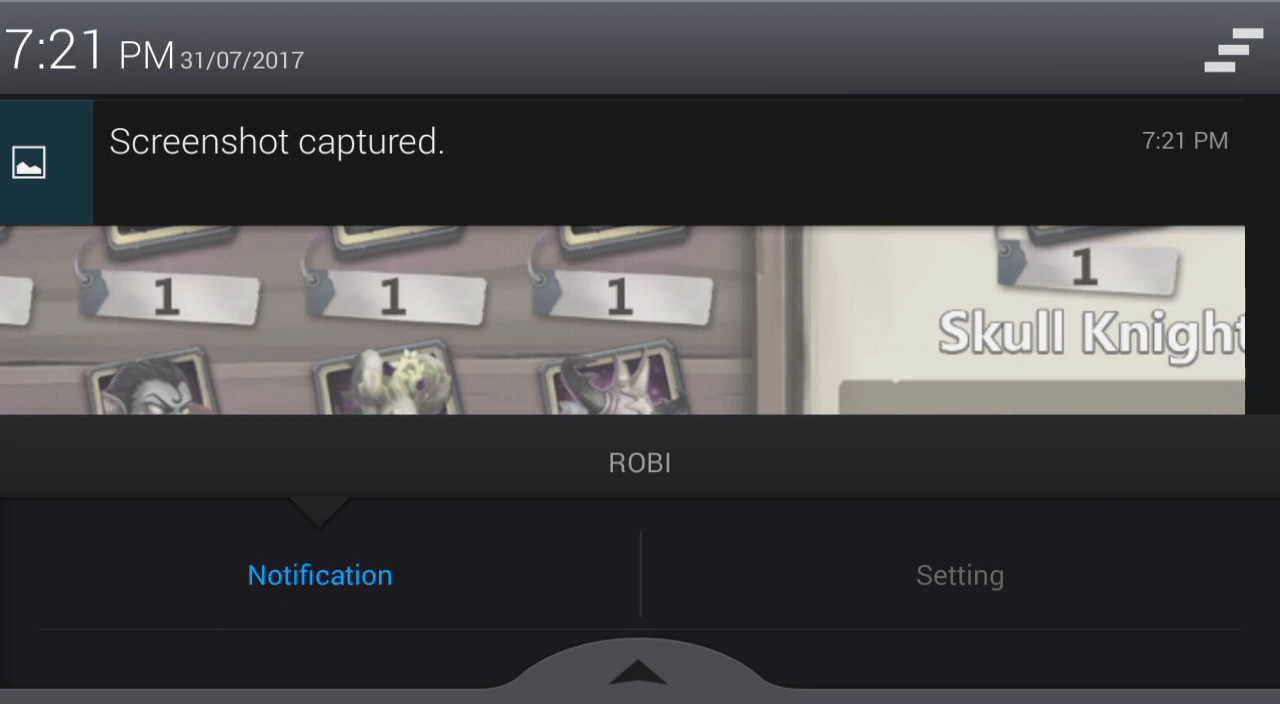 7:21 PM 31/07/2017
Screenshot captured.
7:21 PM
1
1
1
1
Skull Knight
ROBI
Notification
Setting